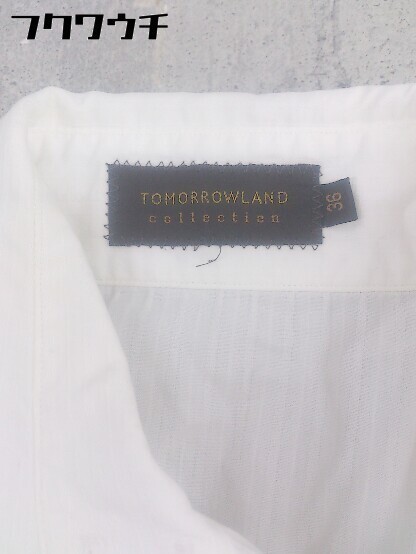 フクワウチ
TOMORROWLAND
collection
36